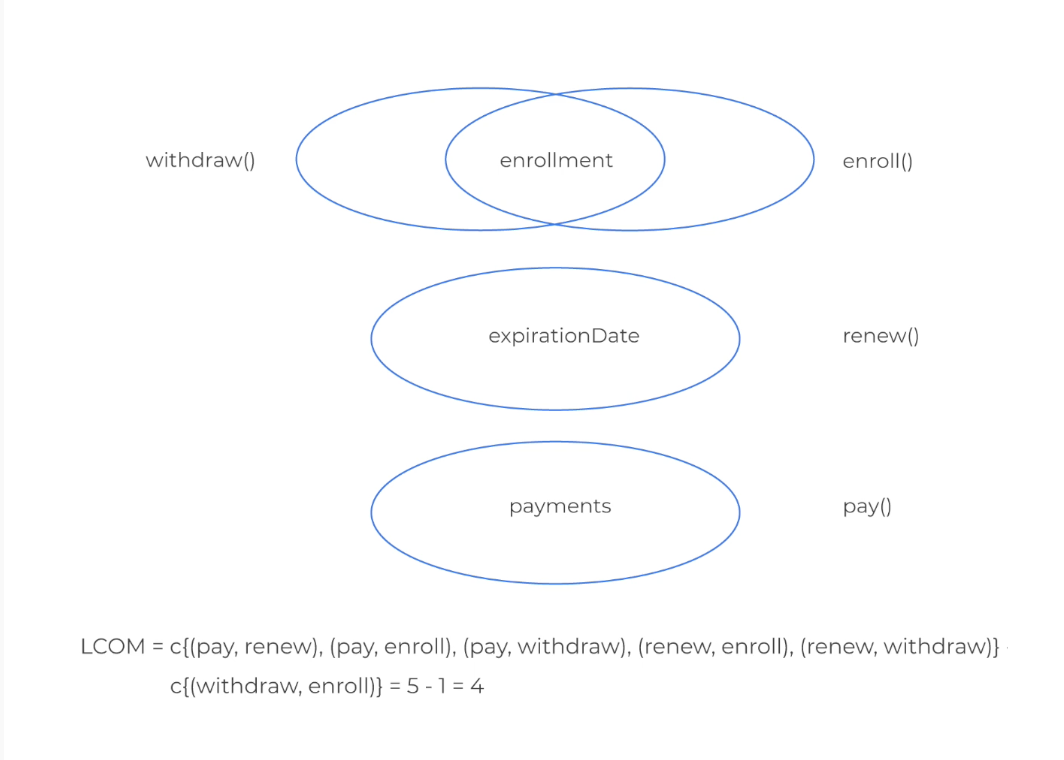 withdraw() enrollment enroll()
expirationDate renew()
payments pay()
LCOM = c{(pay, renew), (pay, enroll), (pay, withdraw), (renew, enroll), (renew, withdraw)}
c{(withdraw, enroll)} = 5 - 1 = 4